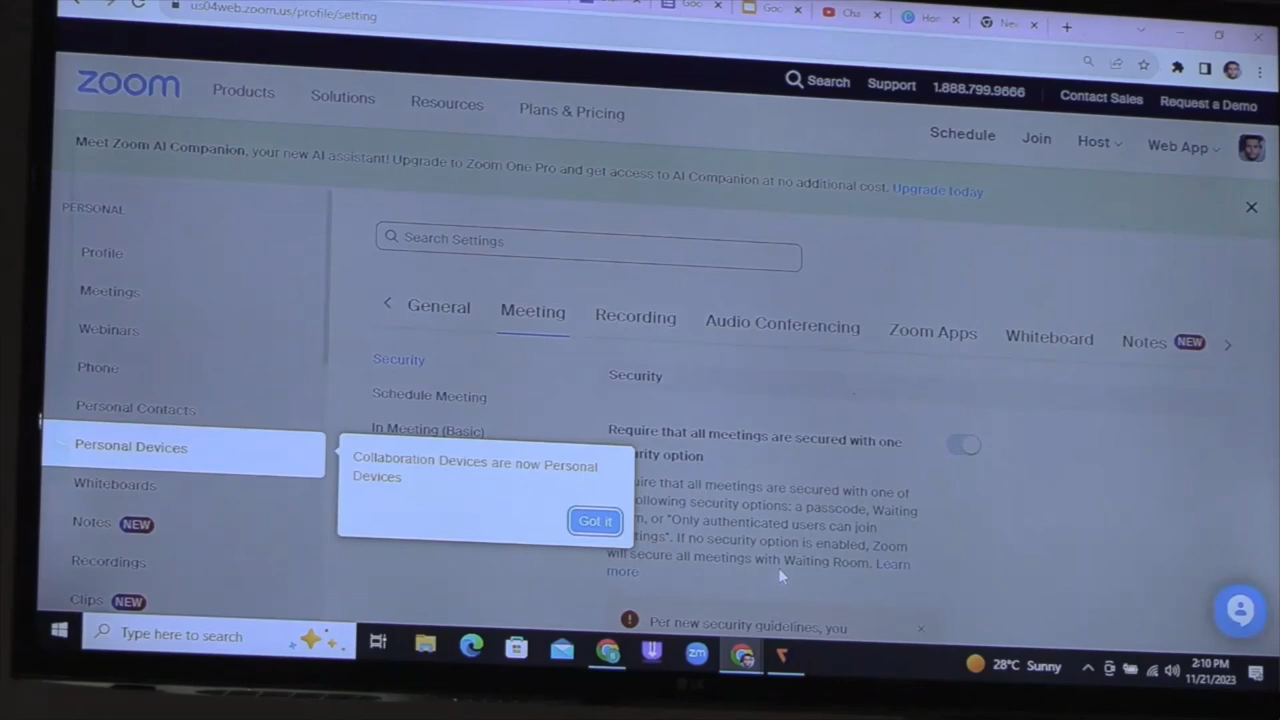 us04web.zoom.us/profile/setting
Search
Support
1.888.799.9666
Contact Sales
Request a Demo
zoom
Products
Solutions
Resources
Plans & Pricing
Schedule
Join
Host
Web App
Meet Zoom AI Companion, your new AI assistant! Upgrade to Zoom One Pro and get access to AI Companion at no additional cost. Upgrade today
PERSONAL
Profile
Meetings
Webinars
Phone
Personal Contacts
Personal Devices
Whiteboards
Notes NEW
Recordings
Clips NEW
Search Settings
General
Meeting
Recording
Audio Conferencing
Zoom Apps
Whiteboard
Notes NEW
Security
Schedule Meeting
In Meeting (Basic)
Collaboration Devices are now Personal
Devices
Got it
Security
Require that all meetings are secured with one
urity option
uire that all meetings are secured with one of
ollowing security options: a passcode, Waiting
m, or "Only authenticated users can join
tings". If no security option is enabled, Zoom
will secure all meetings with Waiting Room. Learn
more
Per new security guidelines, you
Type here to search
zm
28°C Sunny
2:10 PM
11/21/2023
LG